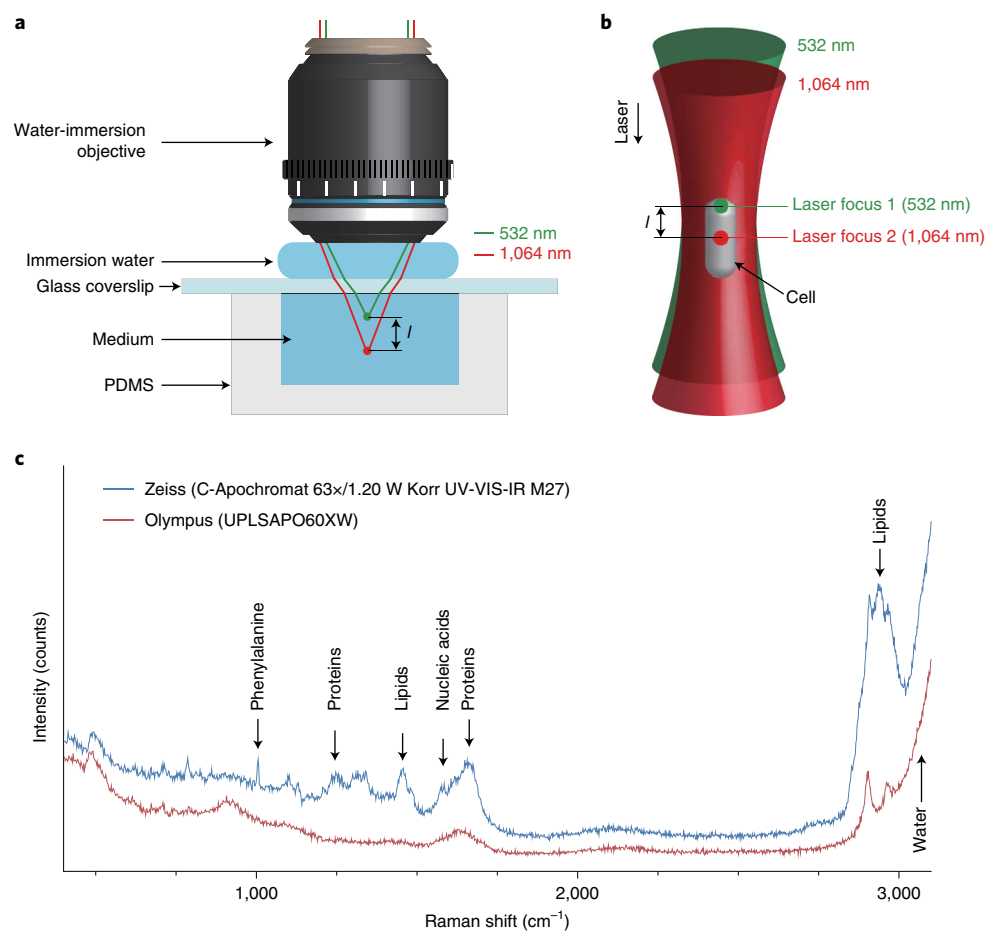 a
Water-immersion
objective
532 nm
1,064 nm
Immersion water
Glass coverslip
Medium
l
PDMS
b
532 nm
1,064 nm
Laser
Laser focus 1 (532 nm)
l
Laser focus 2 (1,064 nm)
Cell
c
Zeiss (C-Apochromat 63×/1.20 W Korr UV-VIS-IR M27)
Olympus (UPLSAPO60XW)
Intensity (counts)
Phenylalanine
Proteins
Lipids
Nucleic acids
Proteins
Lipids
Water
1,000
2,000
3,000
Raman shift (cm⁻¹)